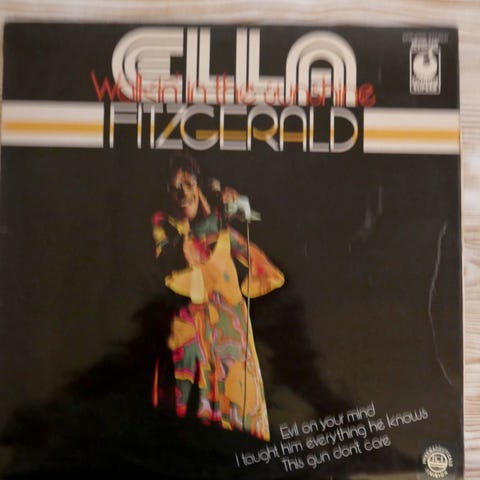 ELLA
Walkin' in the sunshine
FITZGERALD
Evil on your mind
I taught him everything he knows
This gun don't care